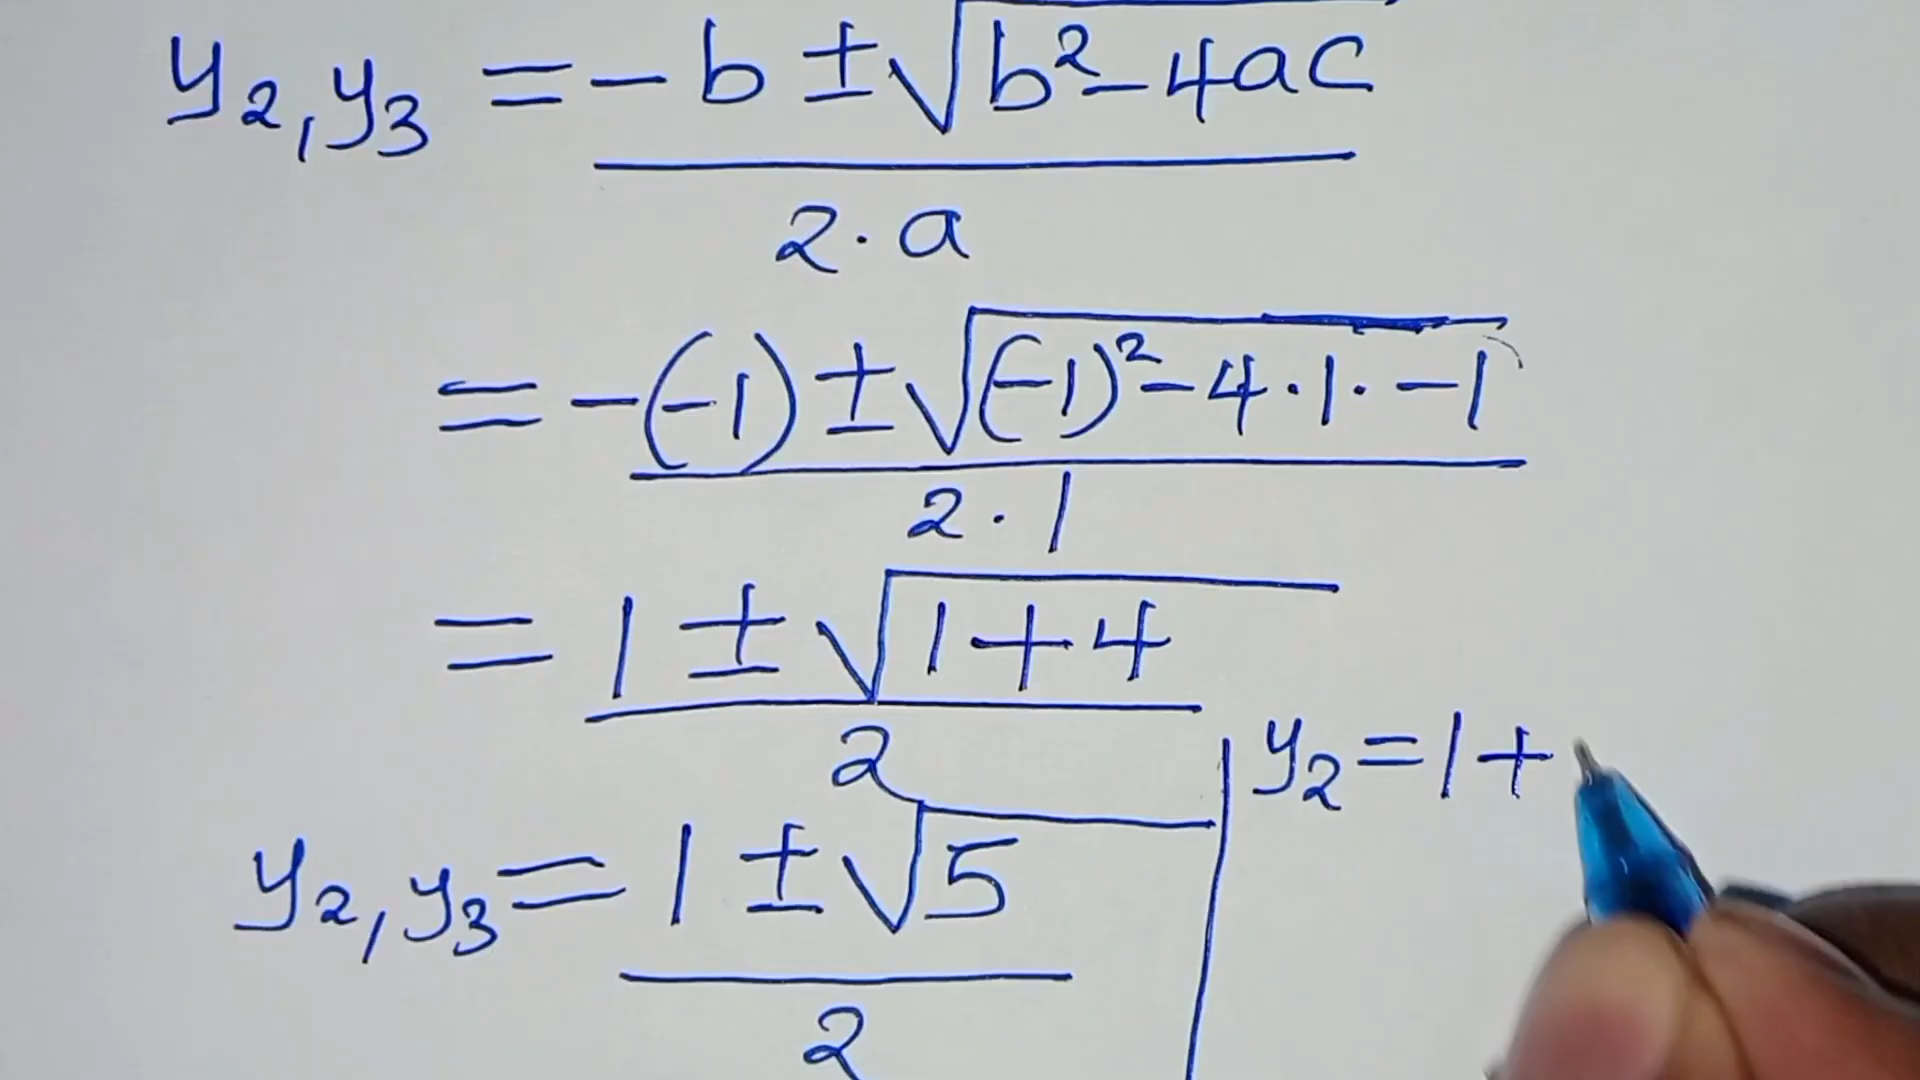 y₂,y₃ = -b ± √b² - 4ac
2 · a
= -(-1) ± √(-1)² - 4 · 1 · -1
2 · 1
= 1 ± √1 + 4
2
y₂ = 1 +
y₂,y₃ = 1 ± √5
2